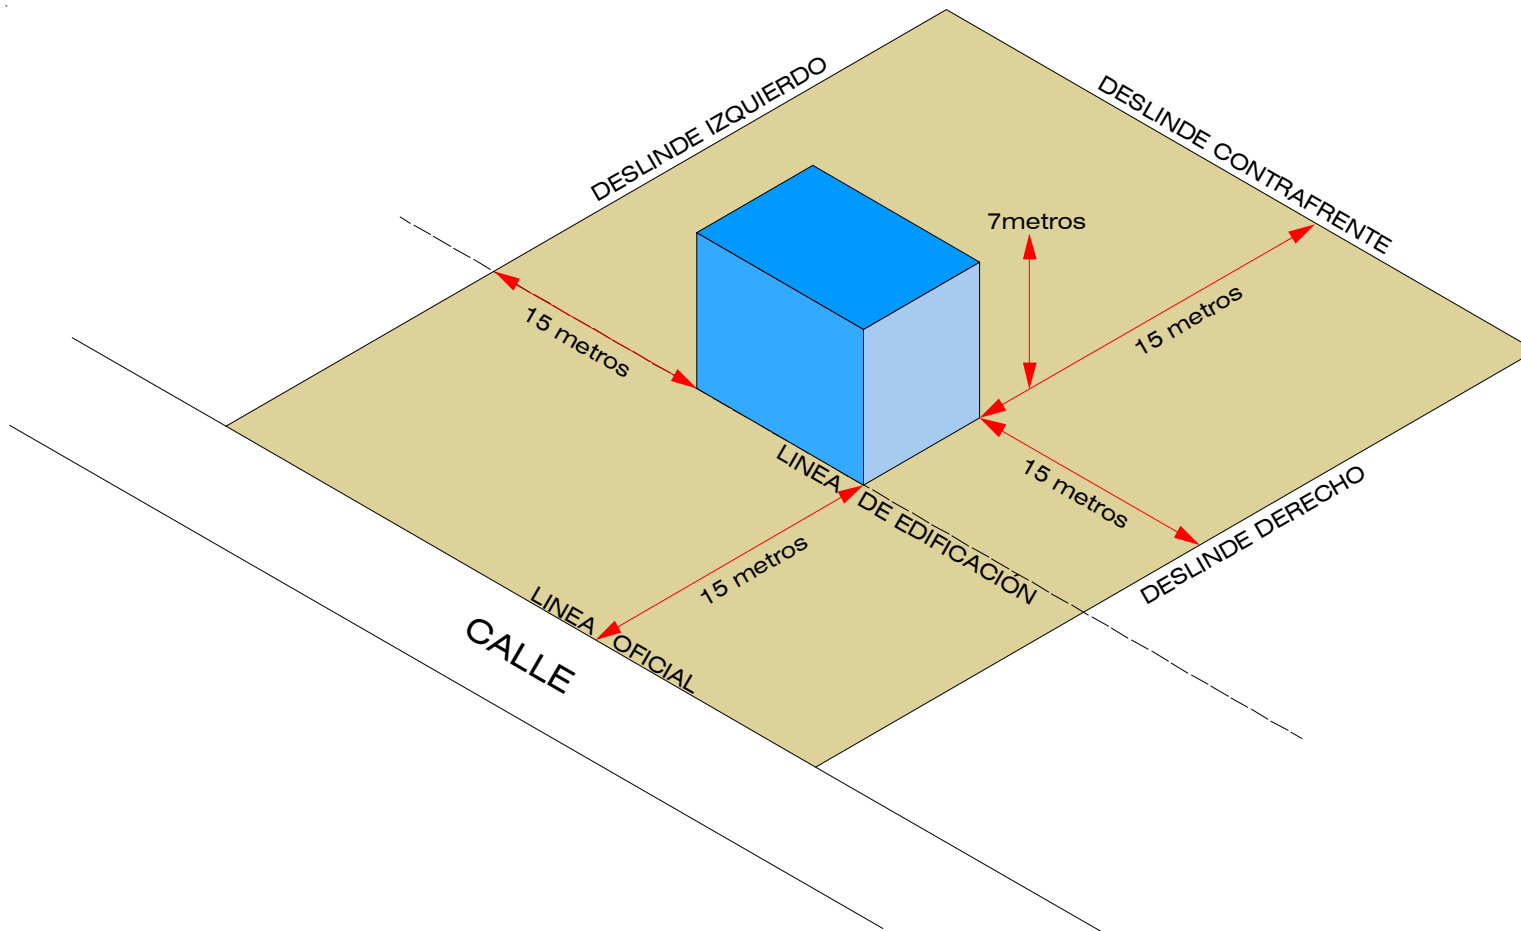 DESLINDE IZQUIERDO
DESLINDE CONTRAFRENTE
7metros
15 metros
15 metros
15 metros
LINEA DE EDIFICACIÓN
DESLINDE DERECHO
15 metros
LINEA OFICIAL
CALLE